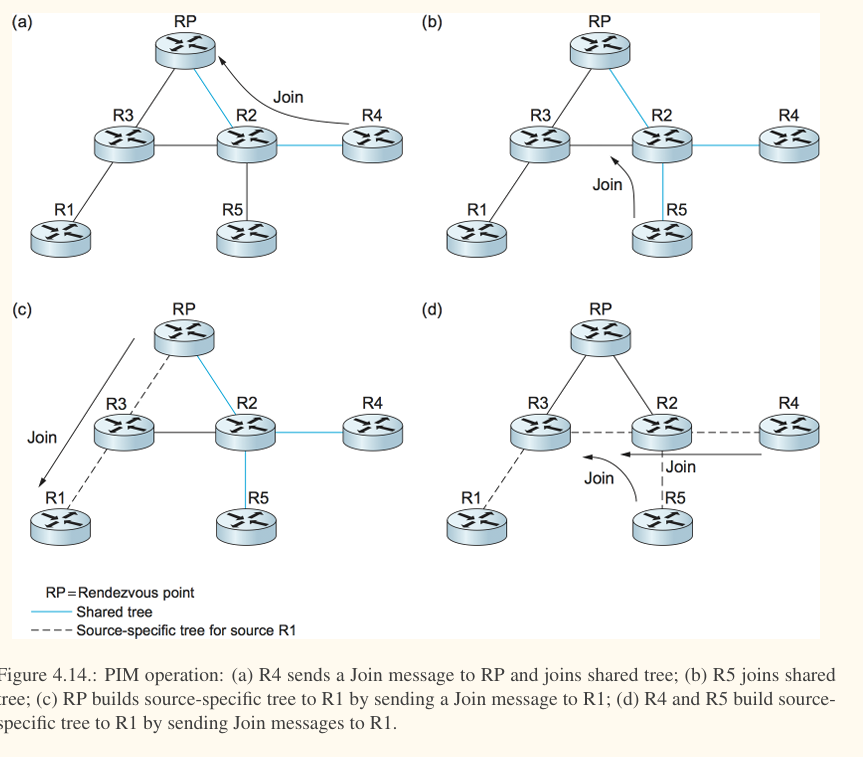 (a)
RP
Join
R3
R2
R4
R1
R5
(b)
RP
R3
R2
R4
Join
R1
R5
(c)
RP
R3
R2
R4
Join
R1
R5
(d)
RP
R3
R2
R4
Join
Join
R1
R5
RP=Rendezvous point
Shared tree
Source-specific tree for source R1
Figure 4.14.: PIM operation: (a) R4 sends a Join message to RP and joins shared tree; (b) R5 joins shared
tree; (c) RP builds source-specific tree to R1 by sending a Join message to R1; (d) R4 and R5 build source-
specific tree to R1 by sending Join messages to R1.